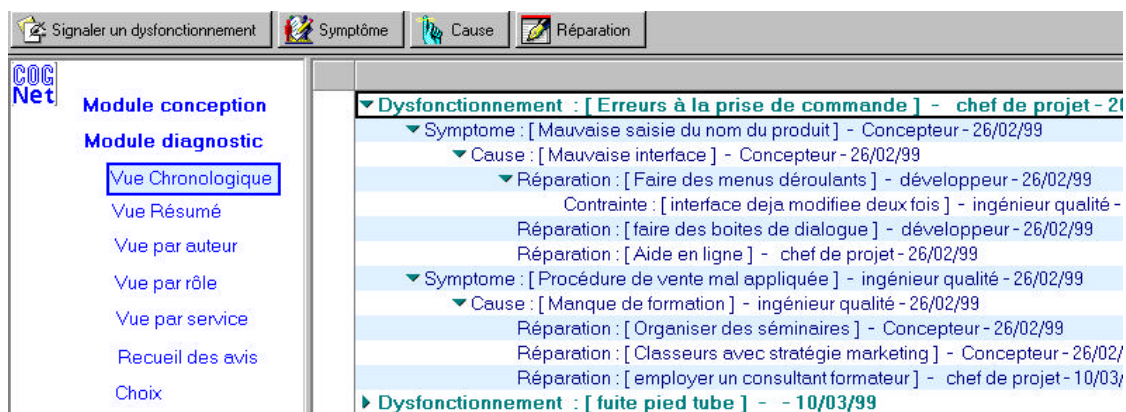 Signaler un dysfonctionnement Symptôme Cause Réparation
COG
Net
Module conception
Module diagnostic
Vue Chronologique
Vue Résumé
Vue par auteur
Vue par rôle
Vue par service
Recueil des avis
Choix
Dysfonctionnement : [ Erreurs à la prise de commande ] - chef de projet - 2
Symptome : [ Mauvaise saisie du nom du produit ] - Concepteur - 26/02/99
Cause : [ Mauvaise interface ] - Concepteur - 26/02/99
Réparation : [ Faire des menus déroulants ] - développeur - 26/02/99
Contrainte : [ interface deja modifiee deux fois ] - ingénieur qualité -
Réparation : [ faire des boites de dialogue ] - développeur - 26/02/99
Réparation : [ Aide en ligne ] - chef de projet - 26/02/99
Symptome : [ Procédure de vente mal appliquée ] - ingénieur qualité - 26/02/99
Cause : [ Manque de formation ] - ingénieur qualité - 26/02/99
Réparation : [ Organiser des séminaires ] - Concepteur - 26/02/99
Réparation : [ Classeurs avec stratégie marketing ] - Concepteur - 26/02/
Réparation : [ employer un consultant formateur ] - chef de projet - 10/03/
Dysfonctionnement : [ fuite pied tube ] - - 10/03/99